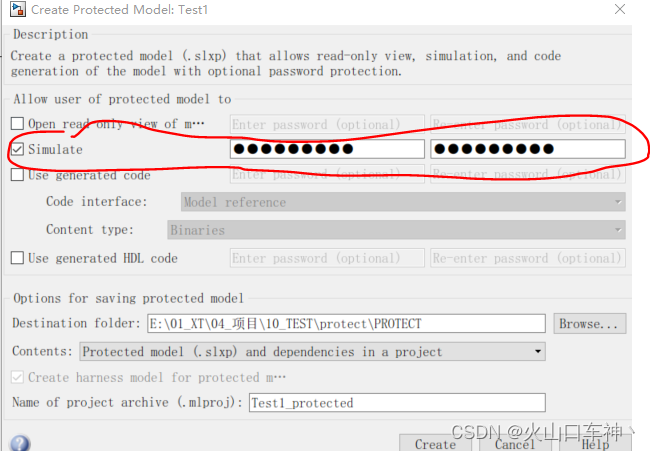 Create Protected Model: Test1
Description
Create a protected model (.slxp) that allows read-only view, simulation, and code
generation of the model with optional password protection.
Allow user of protected model to
Open read-only view of m… Enter password (optional) Re-enter password (optional)
Simulate ●●●●●●●●● ●●●●●●●●●
Use generated code Enter password (optional) Re-enter password (optional)
Code interface: Model reference
Content type: Binaries
Use generated HDL code Enter password (optional) Re-enter password (optional)
Options for saving protected model
Destination folder: E:\01_XT\04_项目\10_TEST\protect\PROTECT Browse...
Contents: Protected model (.slxp) and dependencies in a project
Create harness model for protected m…
Name of project archive (.mlproj): Test1_protected
Create Cancel Help
CSDN @火山口车神丶